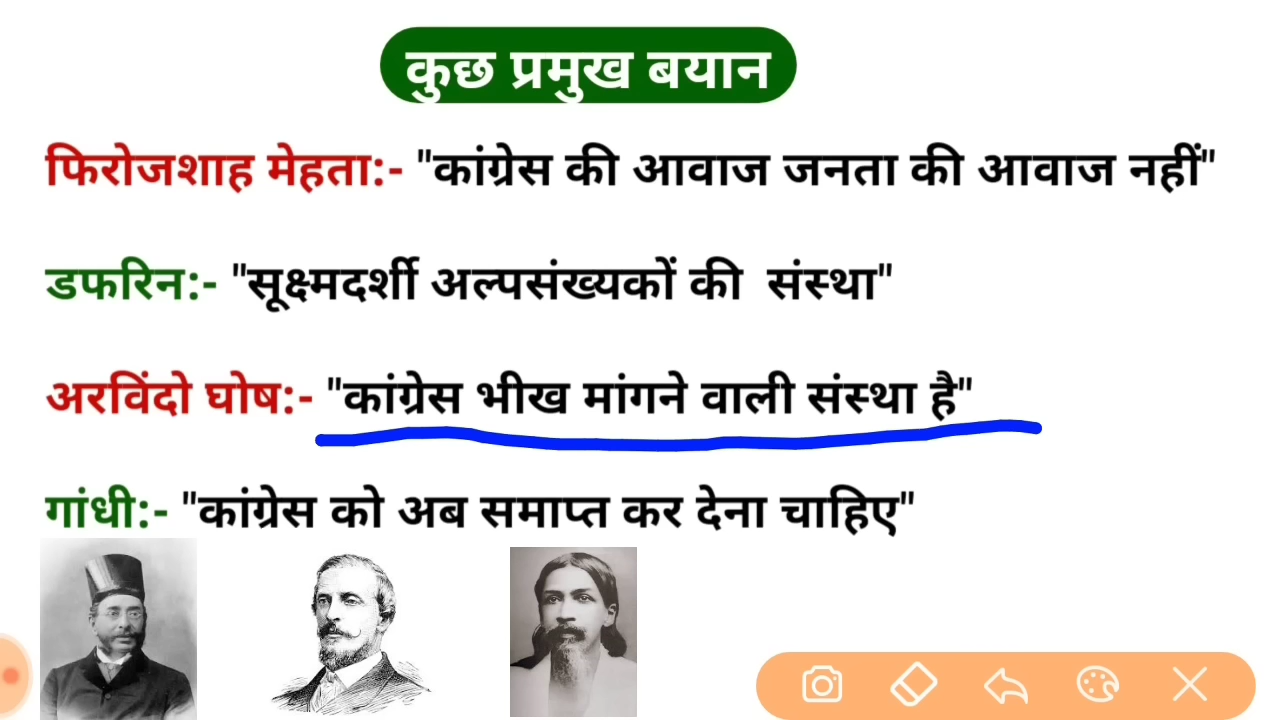 कुछ प्रमुख बयान
फिरोजशाह मेहता:- "कांग्रेस की आवाज जनता की आवाज नहीं"
डफरिन:- "सूक्ष्मदर्शी अल्पसंख्यकों की संस्था"
अरविंदो घोष:- "कांग्रेस भीख मांगने वाली संस्था है"
गांधी:- "कांग्रेस को अब समाप्त कर देना चाहिए"